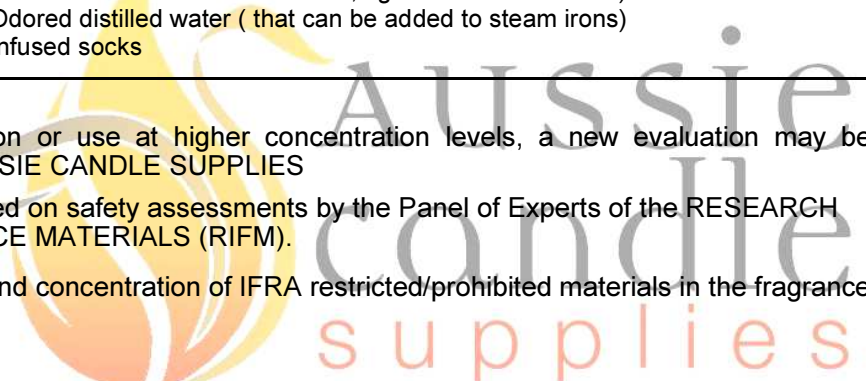 Odored distilled water ( that can be added to steam irons)
nfused socks
Aussie
on or use at higher concentration levels, a new evaluation may be
SIE CANDLE SUPPLIES
candle
ed on safety assessments by the Panel of Experts of the RESEARCH
CE MATERIALS (RIFM).
nd concentration of IFRA restricted/prohibited materials in the fragrance
supplies